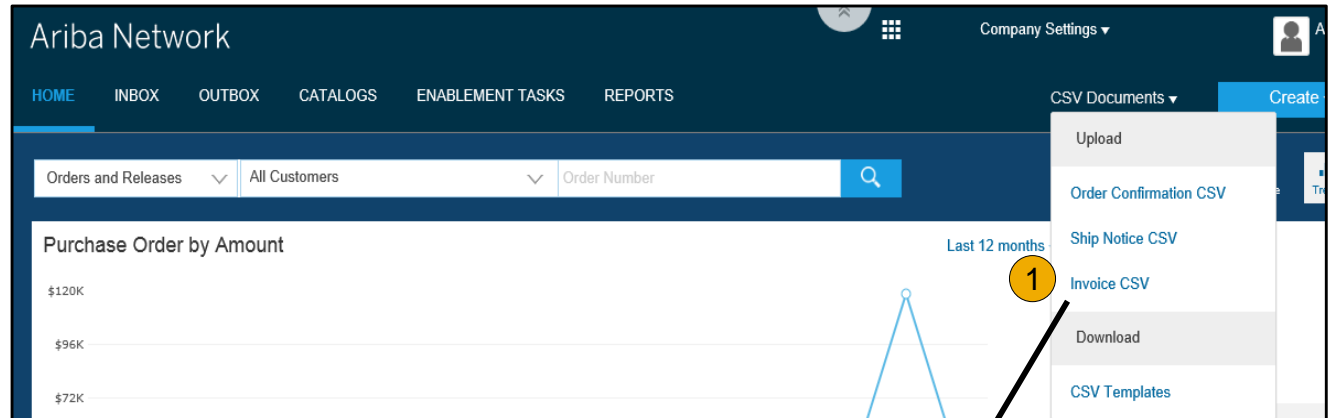 Ariba Network
Company Settings ▾
HOME INBOX OUTBOX CATALOGS ENABLEMENT TASKS REPORTS
CSV Documents ▾
Create
Upload
Orders and Releases
All Customers
Order Number
Order Confirmation CSV
Purchase Order by Amount
Last 12 months
Ship Notice CSV
1
Invoice CSV
$120K
Download
$96K
CSV Templates
$72K